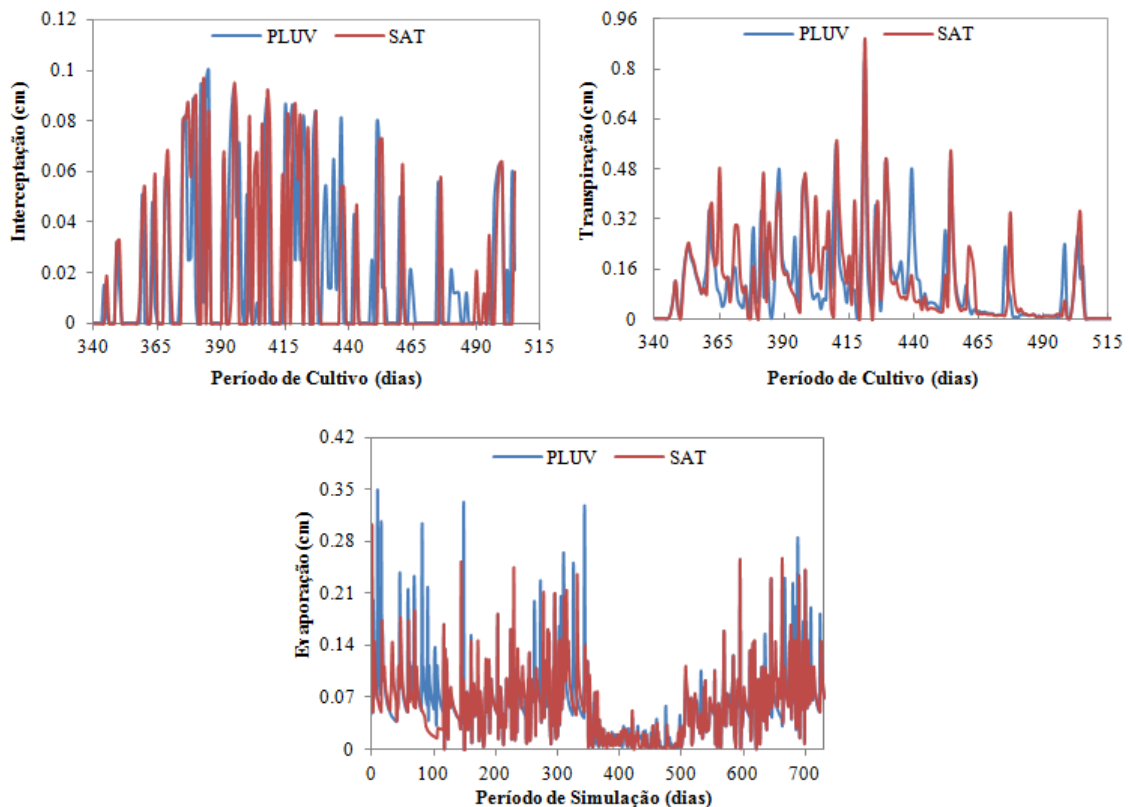 PLUV SAT
Interceptação (cm)
0.12
0.1
0.08
0.06
0.04
0.02
0
340 365 390 415 440 465 490 515
Período de Cultivo (dias)
PLUV SAT
Transpiração (cm)
0.96
0.8
0.64
0.48
0.32
0.16
0
340 365 390 415 440 465 490 515
Período de Cultivo (dias)
PLUV SAT
Evaporação (cm)
0.42
0.35
0.28
0.21
0.14
0.07
0
0 100 200 300 400 500 600 700
Período de Simulação (dias)